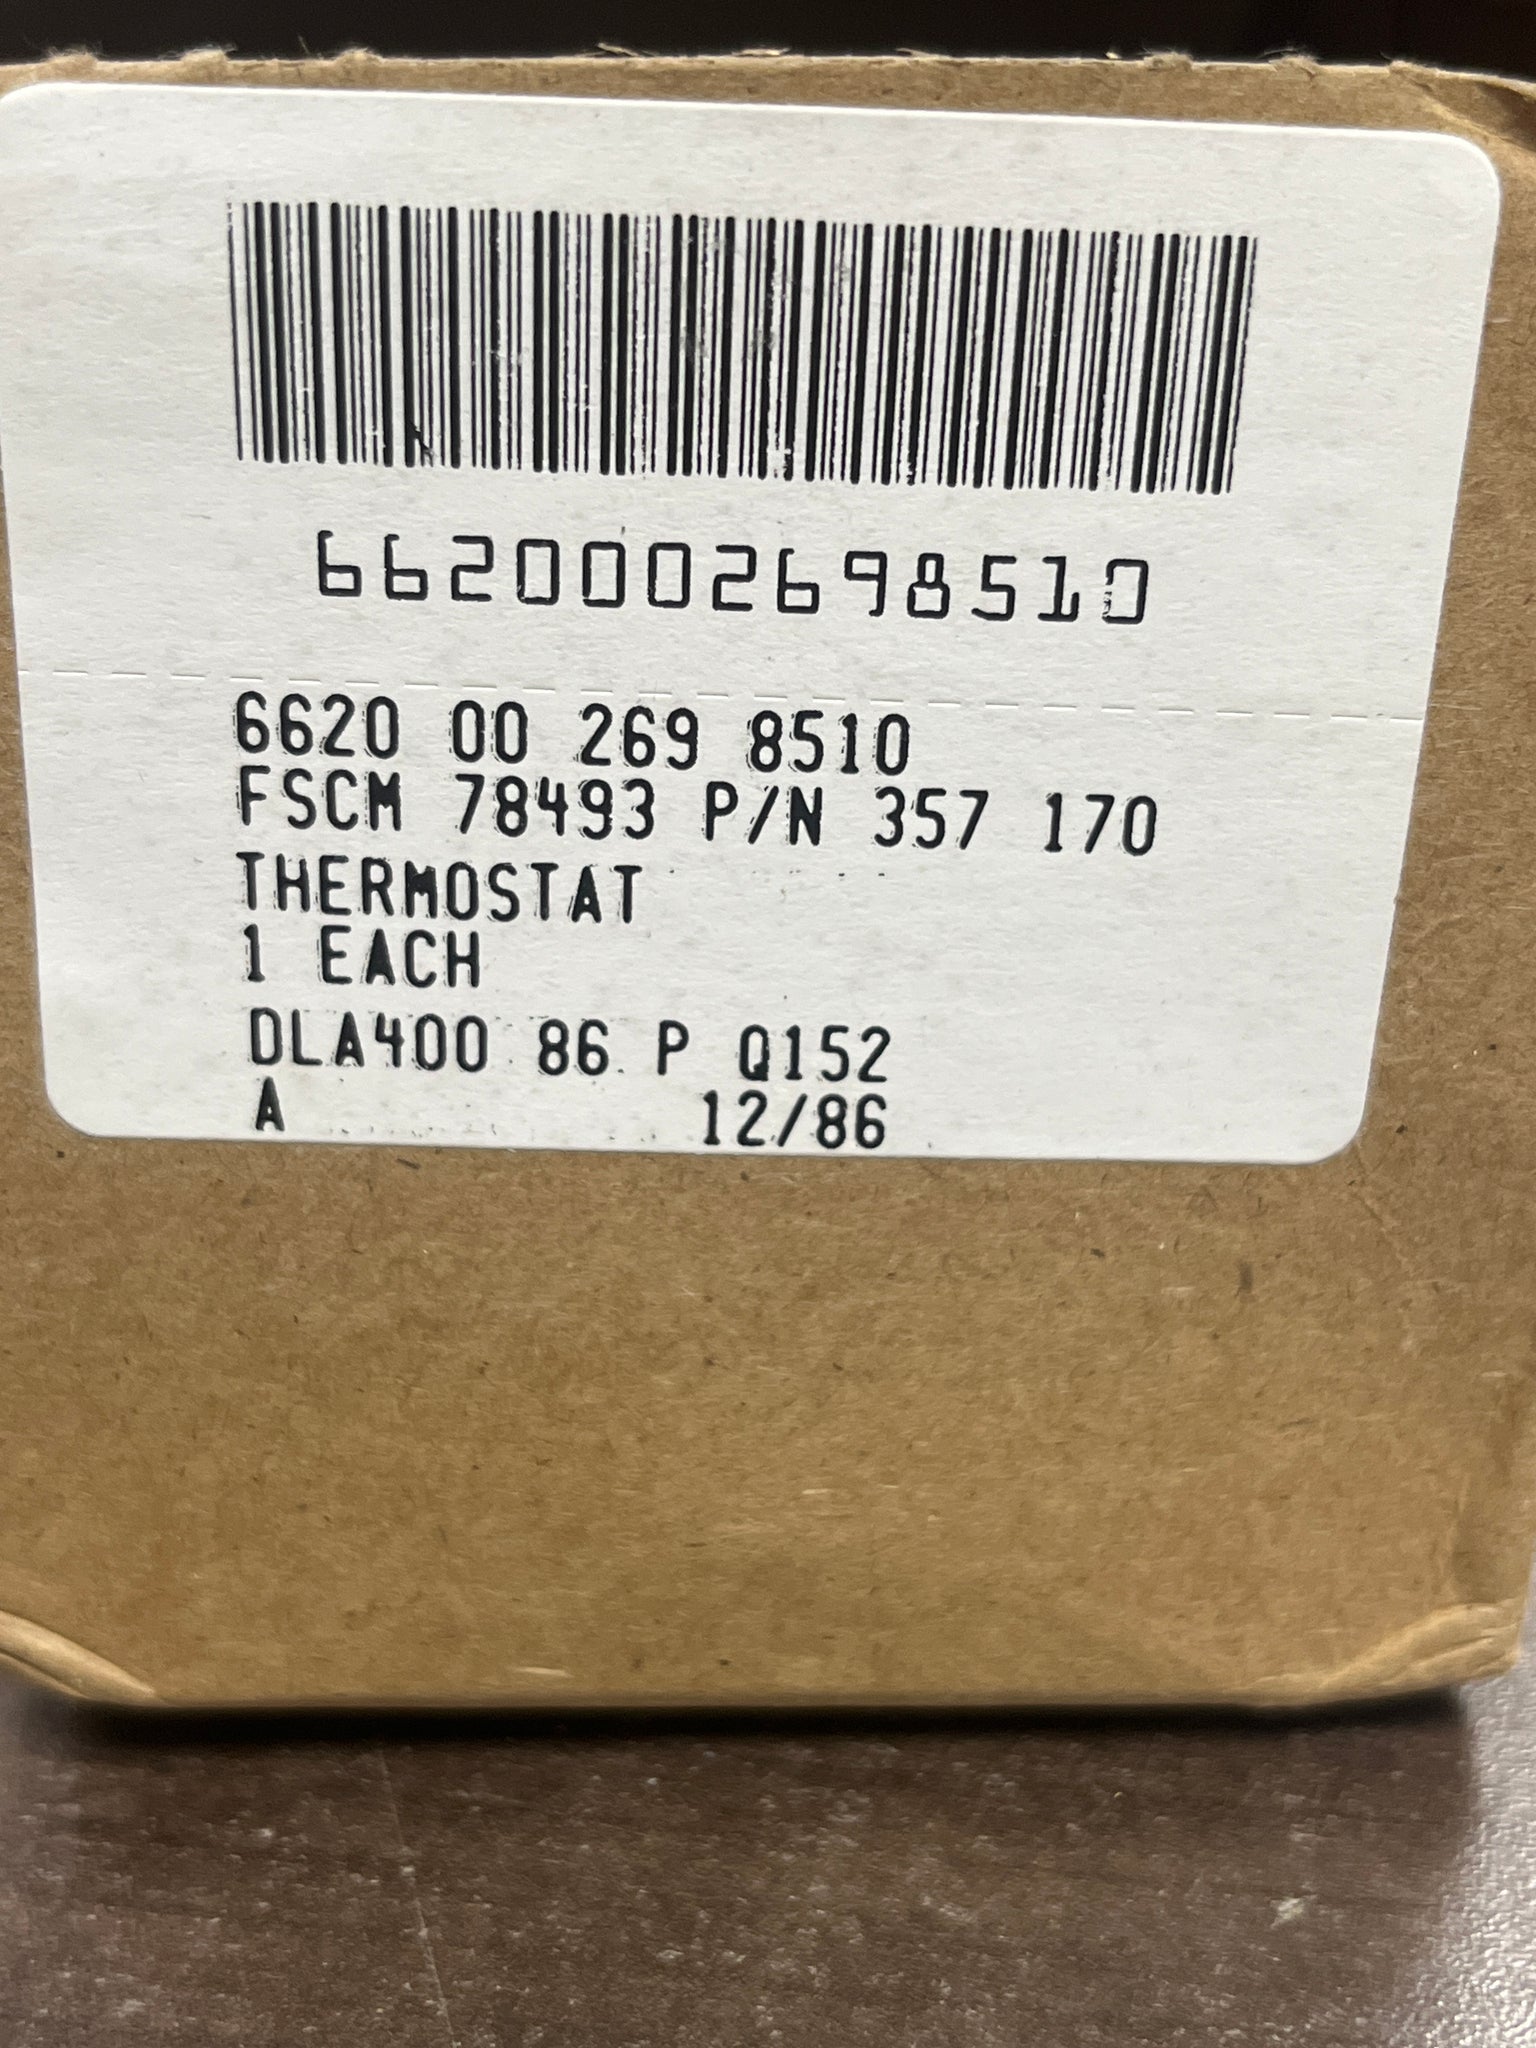 6620002698510
6620 00 269 8510
FSCM 78493 P/N 357 170
THERMOSTAT
1 EACH
DLA400 86 P Q152
A 12/86